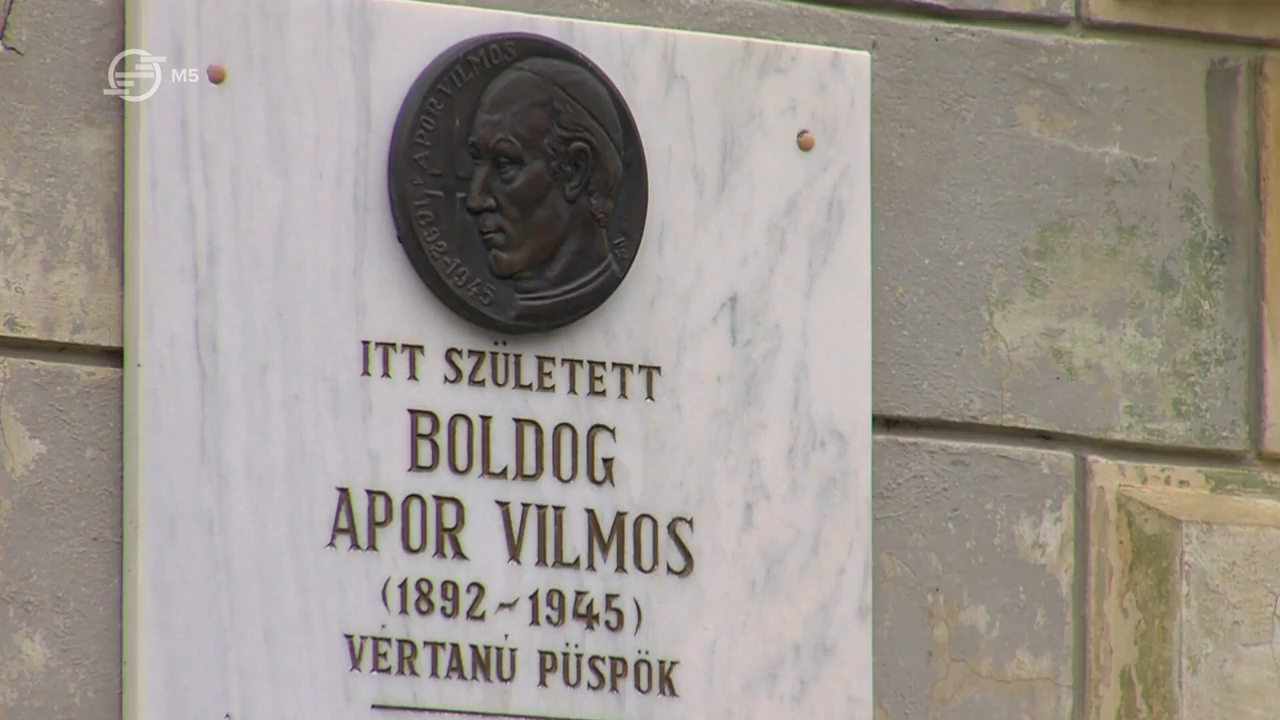 M5
APOR VILMOS
1892-1945
ITT SZÜLETETT
BOLDOG
APOR VILMOS
(1892~1945)
VÉRTANÚ PÜSPÖK